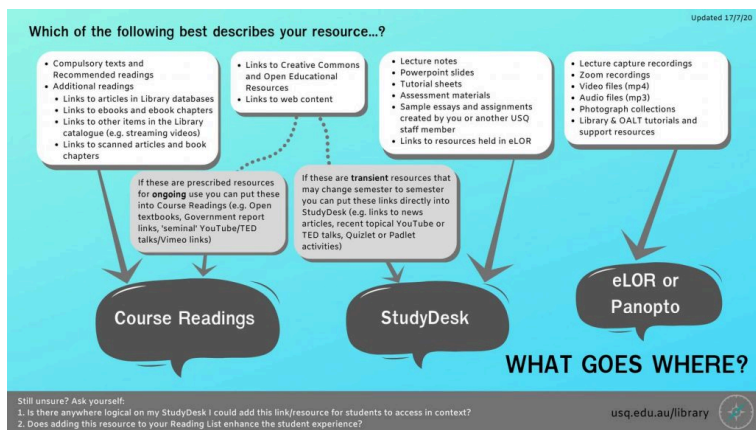 Updated 17/7/20
Which of the following best describes your resource...?
• Compulsory texts and
Recommended readings
• Additional readings
• Links to articles in Library databases
• Links to ebooks and ebook chapters
• Links to other items in the Library
catalogue (e.g. streaming videos)
• Links to scanned articles and book
chapters
• Links to Creative Commons
and Open Educational
Resources
• Links to web content
• Lecture notes
• Powerpoint slides
• Tutorial sheets
• Assessment materials
• Sample essays and assignments
created by you or another USQ
staff member
• Links to resources held in eLOR
• Lecture capture recordings
• Zoom recordings
• Video files (mp4)
• Audio files (mp3)
• Photograph collections
• Library & OALT tutorials and
support resources
If these are prescribed resources
for ongoing use you can put these
into Course Readings (e.g. Open
textbooks, Government report
links, 'seminal' YouTube/TED
talks/Vimeo links)
If these are transient resources that
may change semester to semester
you can put these links directly into
StudyDesk (e.g. links to news
articles, recent topical YouTube or
TED talks, Quizlet or Padlet
activities)
Course Readings
StudyDesk
eLOR or
Panopto
WHAT GOES WHERE?
Still unsure? Ask yourself:
1. Is there anywhere logical on my StudyDesk I could add this link/resource for students to access in context?
2. Does adding this resource to your Reading List enhance the student experience?
usq.edu.au/library